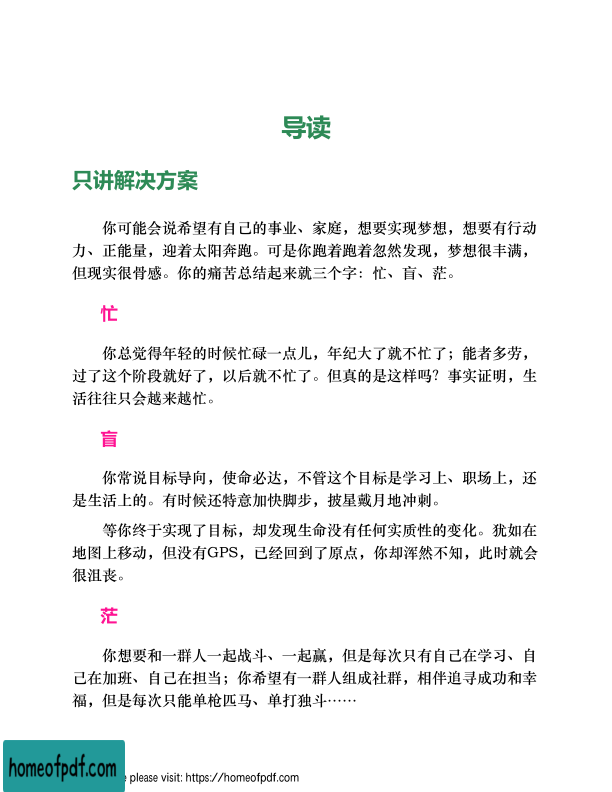 导读
只讲解决方案
你可能会说希望有自己的事业、家庭，想要实现梦想，想要有行动
力、正能量，迎着太阳奔跑。可是你跑着跑着忽然发现，梦想很丰满，
但现实很骨感。你的痛苦总结起来就三个字：忙、盲、茫。
忙
你总觉得年轻的时候忙碌一点儿，年纪大了就不忙了；能者多劳，
过了这个阶段就好了，以后就不忙了。但真的是这样吗？事实证明，生
活往往只会越来越忙。
盲
你常说目标导向，使命必达，不管这个目标是学习上、职场上，还
是生活上的。有时候还特意加快脚步，披星戴月地冲刺。
等你终于实现了目标，却发现生命没有任何实质性的变化。犹如在
地图上移动，但没有GPS，已经回到了原点，你却浑然不知，此时就会
很沮丧。
茫
你想要和一群人一起战斗、一起赢，但是每次只有自己在学习、自
己在加班、自己在担当；你希望有一群人组成社群，相伴追寻成功和幸
福，但是每次只能单枪匹马、单打独斗……
homeofpdf.com
e please visit: https://homeofpdf.com